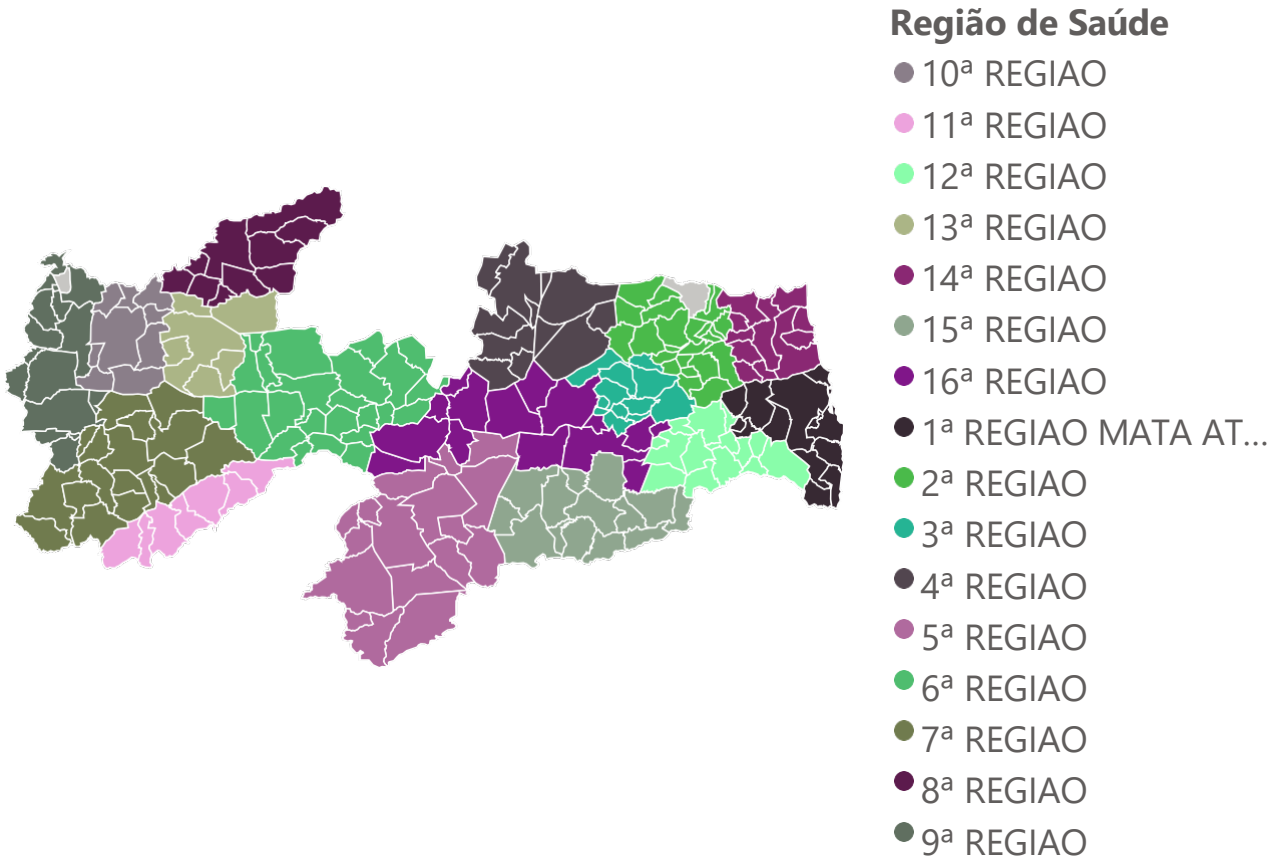 Região de Saúde
10ª REGIAO
11ª REGIAO
12ª REGIAO
13ª REGIAO
14ª REGIAO
15ª REGIAO
16ª REGIAO
1ª REGIAO MATA AT...
2ª REGIAO
3ª REGIAO
4ª REGIAO
5ª REGIAO
6ª REGIAO
7ª REGIAO
8ª REGIAO
9ª REGIAO